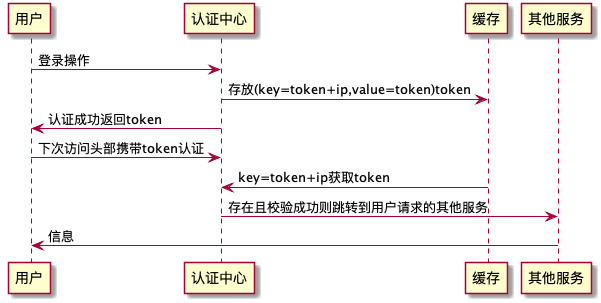 用户 认证中心 缓存 其他服务
登录操作
存放(key=token+ip,value=token)token
认证成功返回token
下次访问头部携带token认证
key=token+ip获取token
存在且校验成功则跳转到用户请求的其他服务
信息
用户 认证中心 缓存 其他服务